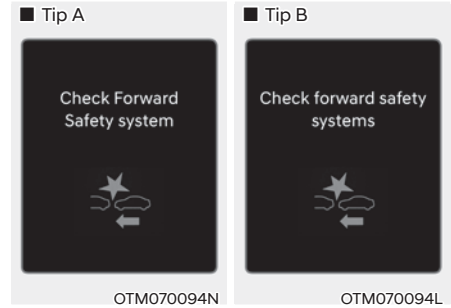 ■ Tip A
Check Forward
Safety system
OTM070094N
■ Tip B
Check forward safety
systems
OTM070094L